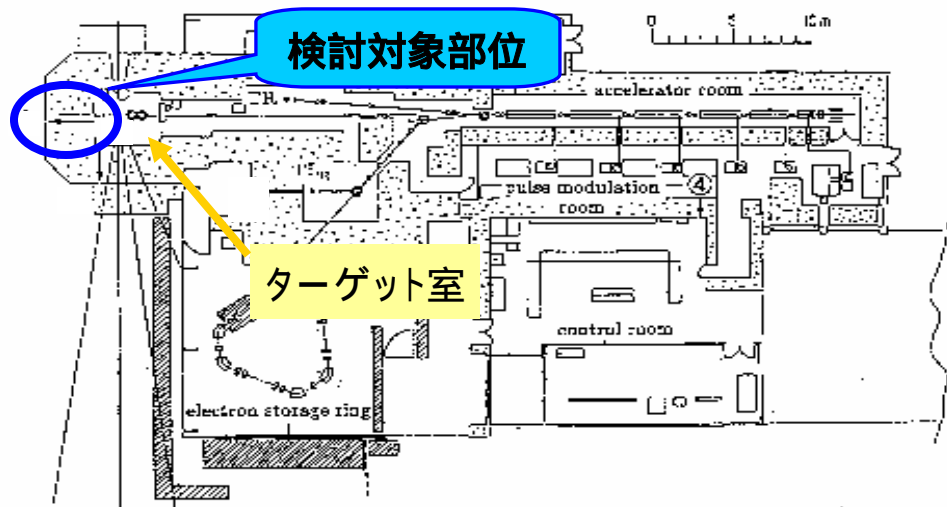 検討対象部位
0 5 10m
accelerator room
pulse modulation
room
④
ターゲット室
control room
electron storage ring